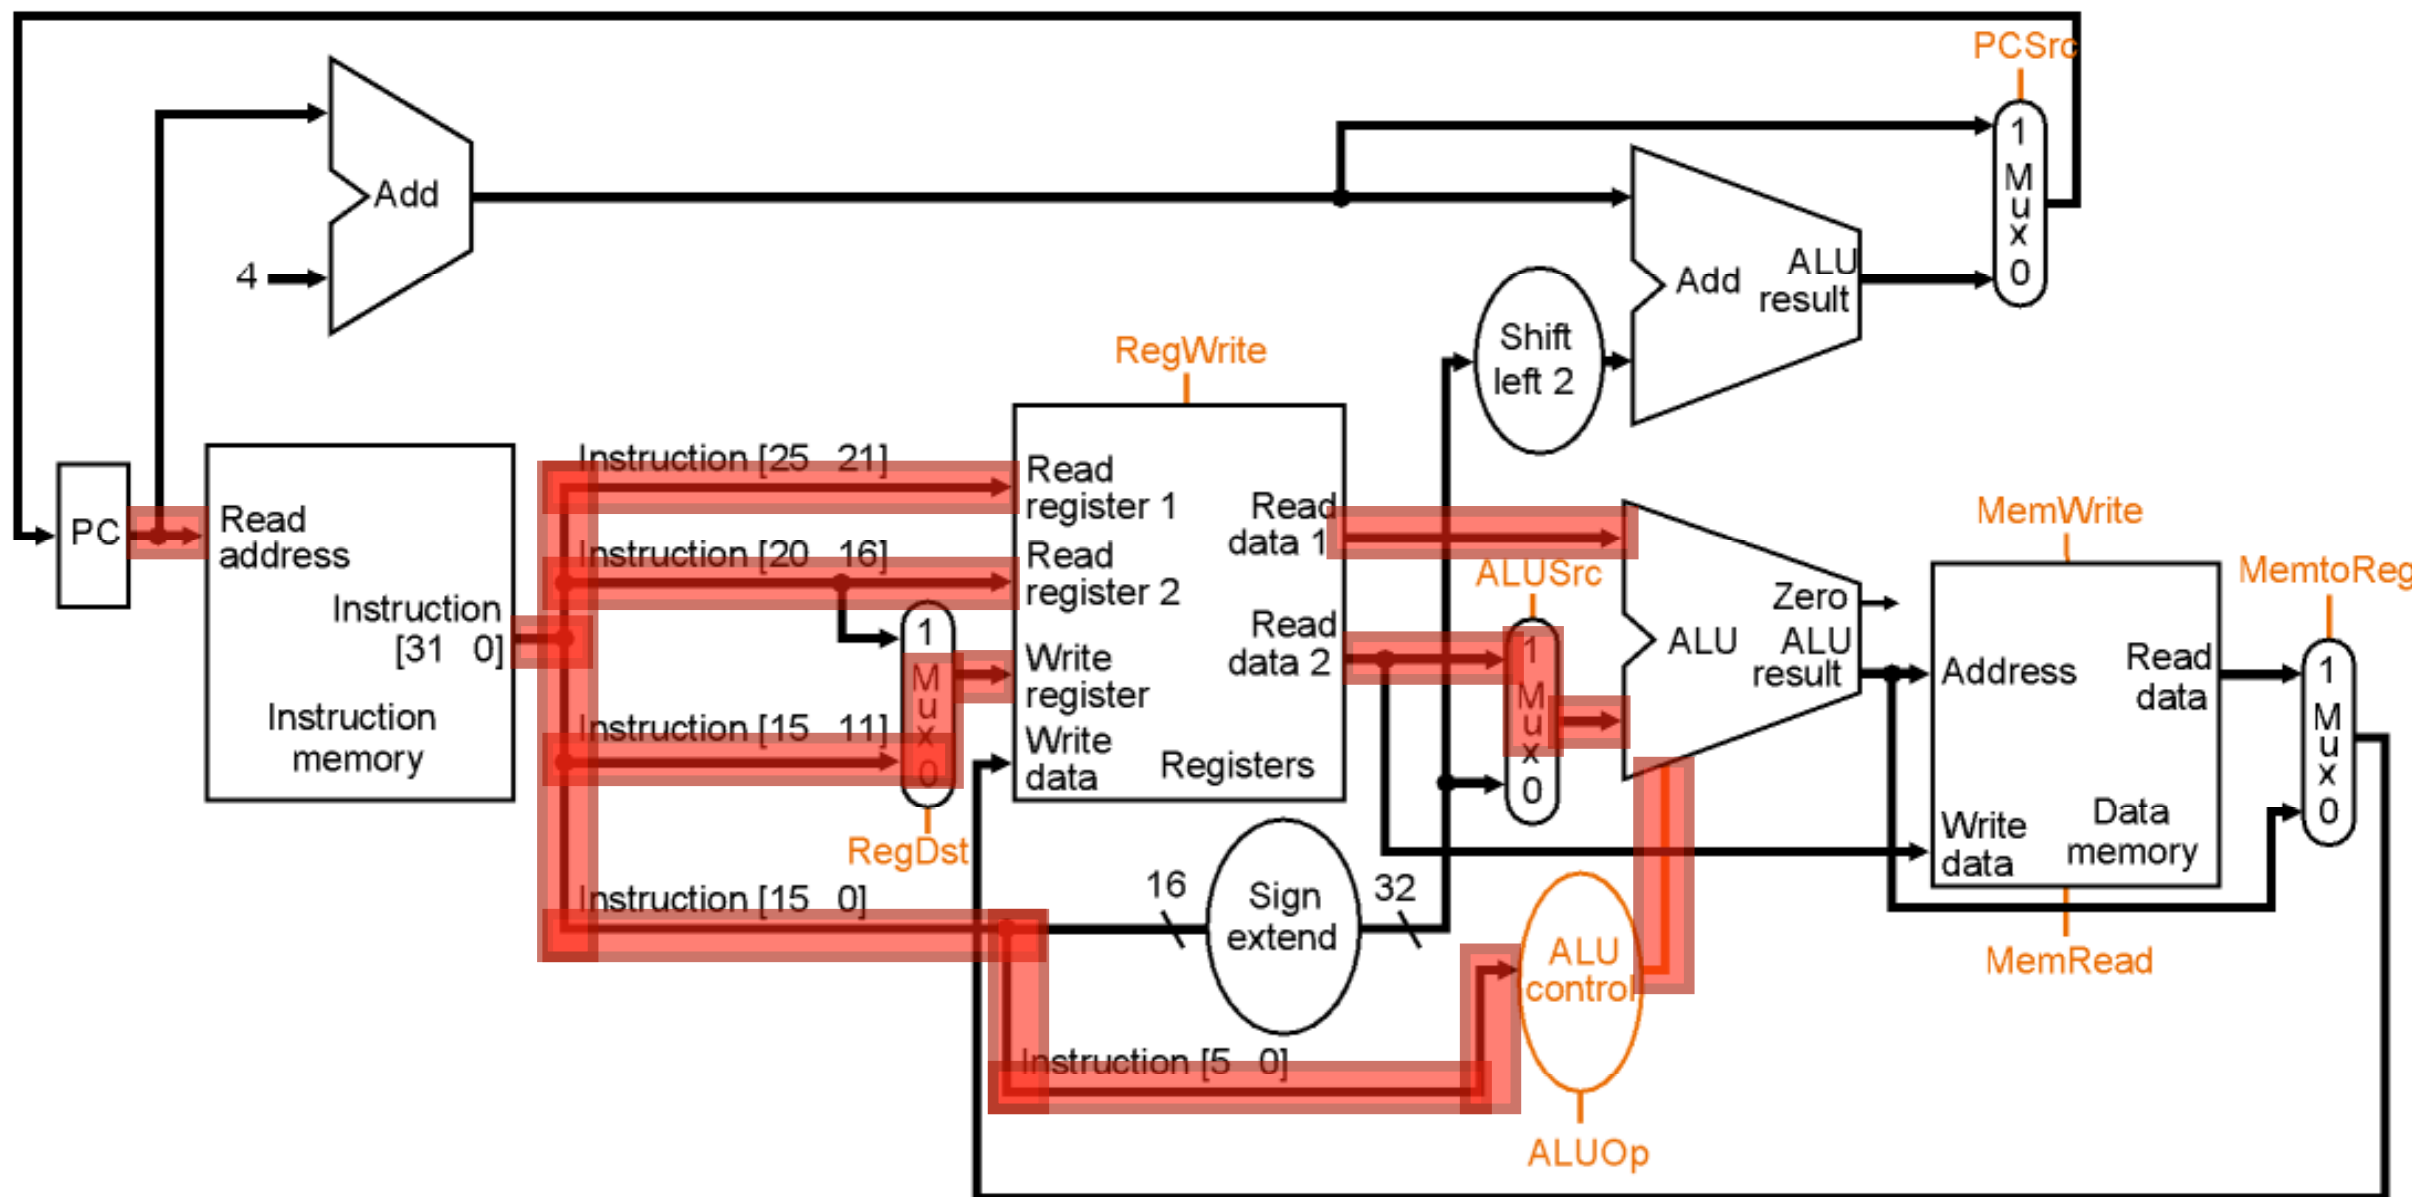 PCSrc
1
M
u
x
0
Add
4
Add
ALU
result
Shift
left 2
RegWrite
PC
Read
address
Instruction
[31 0]
Instruction
memory
Instruction [25 21]
Instruction [20 16]
Instruction [15 11]
Instruction [15 0]
1
M
u
x
0
RegDst
Read
register 1
Read
register 2
Write
register
Write
data
Registers
Read
data 1
Read
data 2
ALUSrc
1
M
u
x
0
ALU
Zero
ALU
result
MemWrite
Address
Read
data
Write
data
Data
memory
MemRead
MemtoReg
1
M
u
x
0
16
Sign
extend
32
ALU
control
Instruction [5 0]
ALUOp